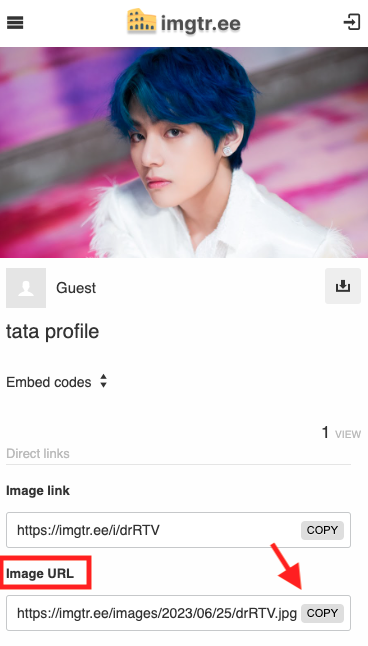 imgtr.ee
Guest
tata profile
Embed codes
1 VIEW
Direct links
Image link
https://imgtr.ee/i/drRTV COPY
Image URL
https://imgtr.ee/images/2023/06/25/drRTV.jpg COPY